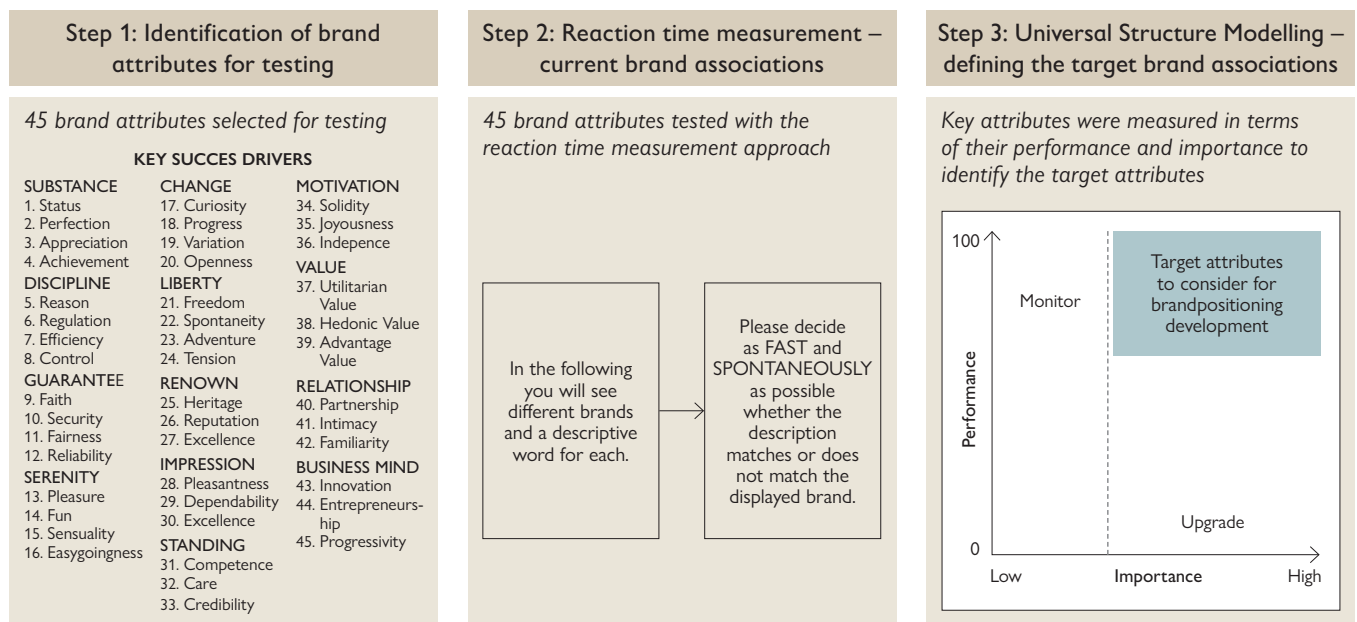 Step 1: Identification of brand
attributes for testing
45 brand attributes selected for testing
KEY SUCCES DRIVERS
SUBSTANCE
1. Status
2. Perfection
3. Appreciation
4. Achievement
DISCIPLINE
5. Reason
6. Regulation
7. Efficiency
8. Control
GUARANTEE
9. Faith
10. Security
11. Fairness
12. Reliability
SERENITY
13. Pleasure
14. Fun
15. Sensuality
16. Easygoingness
CHANGE
17. Curiosity
18. Progress
19. Variation
20. Openness
LIBERTY
21. Freedom
22. Spontaneity
23. Adventure
24. Tension
RENOWN
25. Heritage
26. Reputation
27. Excellence
IMPRESSION
28. Pleasantness
29. Dependability
30. Excellence
STANDING
31. Competence
32. Care
33. Credibility
MOTIVATION
34. Solidity
35. Joyousness
36. Indepence
VALUE
37. Utilitarian
Value
38. Hedonic Value
39. Advantage
Value
RELATIONSHIP
40. Partnership
41. Intimacy
42. Familiarity
BUSINESS MIND
43. Innovation
44. Entrepreneurs-
hip
45. Progressivity
Step 2: Reaction time measurement –
current brand associations
45 brand attributes tested with the
reaction time measurement approach
In the following
you will see
different brands
and a descriptive
word for each.
Please decide
as FAST and
SPONTANEOUSLY
as possible
whether the
description
matches or does
not match the
displayed brand.
Step 3: Universal Structure Modelling –
defining the target brand associations
Key attributes were measured in terms
of their performance and importance to
identify the target attributes
100
Performance
0
Monitor
Target attributes
to consider for
brandpositioning
development
Upgrade
Low
Importance
High